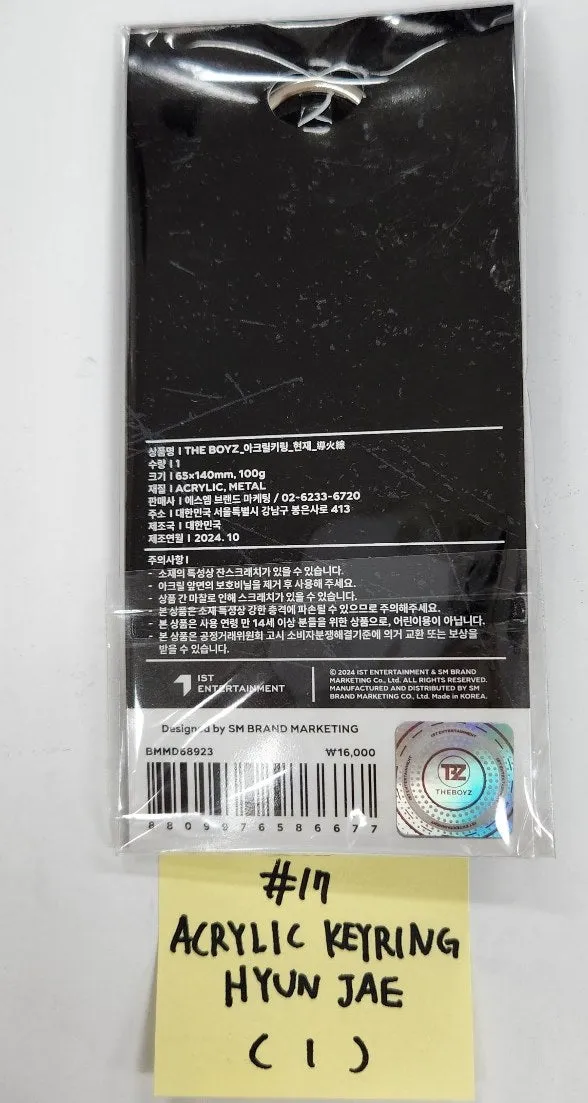 상품명 | THE BOYZ_아크릴키링_현재_導火線
수량 | 1
크기 | 65×140mm, 100g
재질 | ACRYLIC, METAL
판매사 | 에스엠 브랜드 마케팅 / 02-6233-6720
주소 | 대한민국 서울특별시 강남구 봉은사로 413
제조국 | 대한민국
제조연월 | 2024. 10
주의사항 |
- 소재의 특성상 잔스크래치가 있을 수 있습니다.
- 아크릴 앞면의 보호비닐을 제거 후 사용해 주세요.
- 상품 간 마찰로 인해 스크래치가 있을 수 있습니다.
- 본 상품은 소재 특성상 강한 충격에 파손될 수 있으므로 주의해주세요.
- 본 상품은 사용 연령 만 14세 이상 분들을 위한 상품으로, 어린이용이 아닙니다.
- 본 상품은 공정거래위원회 고시 소비자분쟁해결기준에 의거 교환 또는 보상을
받을 수 있습니다.
IST
ENTERTAINMENT
© 2024 IST ENTERTAINMENT & SM BRAND
MARKETING Co., Ltd. ALL RIGHTS RESERVED.
MANUFACTURED AND DISTRIBUTED BY SM
BRAND MARKETING CO., Ltd. Made in KOREA.
Designed by SM BRAND MARKETING
BMMD68923 ₩16,000
8809976586677
IST ENTERTAINMENT
TBZ
THEBOYZ
#17
ACRYLIC KEYRING
HYUN JAE
( 1 )